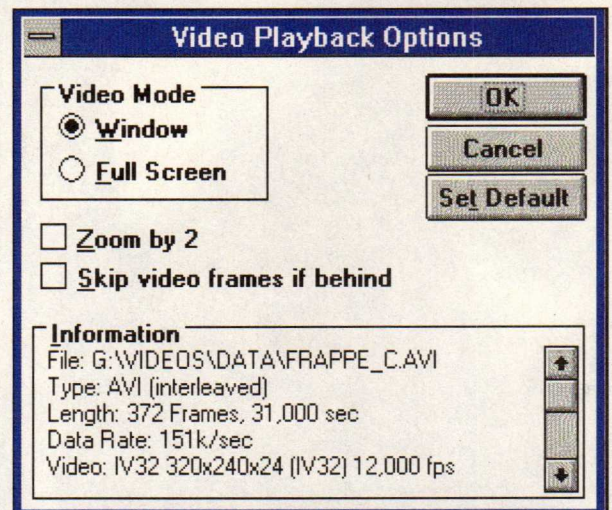 Video Playback Options
Video Mode
Window
Full Screen
OK
Cancel
Set Default
Zoom by 2
Skip video frames if behind
Information
File: G:\VIDEOS\DATA\FRAPPE_C.AVI
Type: AVI (interleaved)
Length: 372 Frames, 31,000 sec
Data Rate: 151k/sec
Video: IV32 320x240x24 (IV32) 12,000 fps